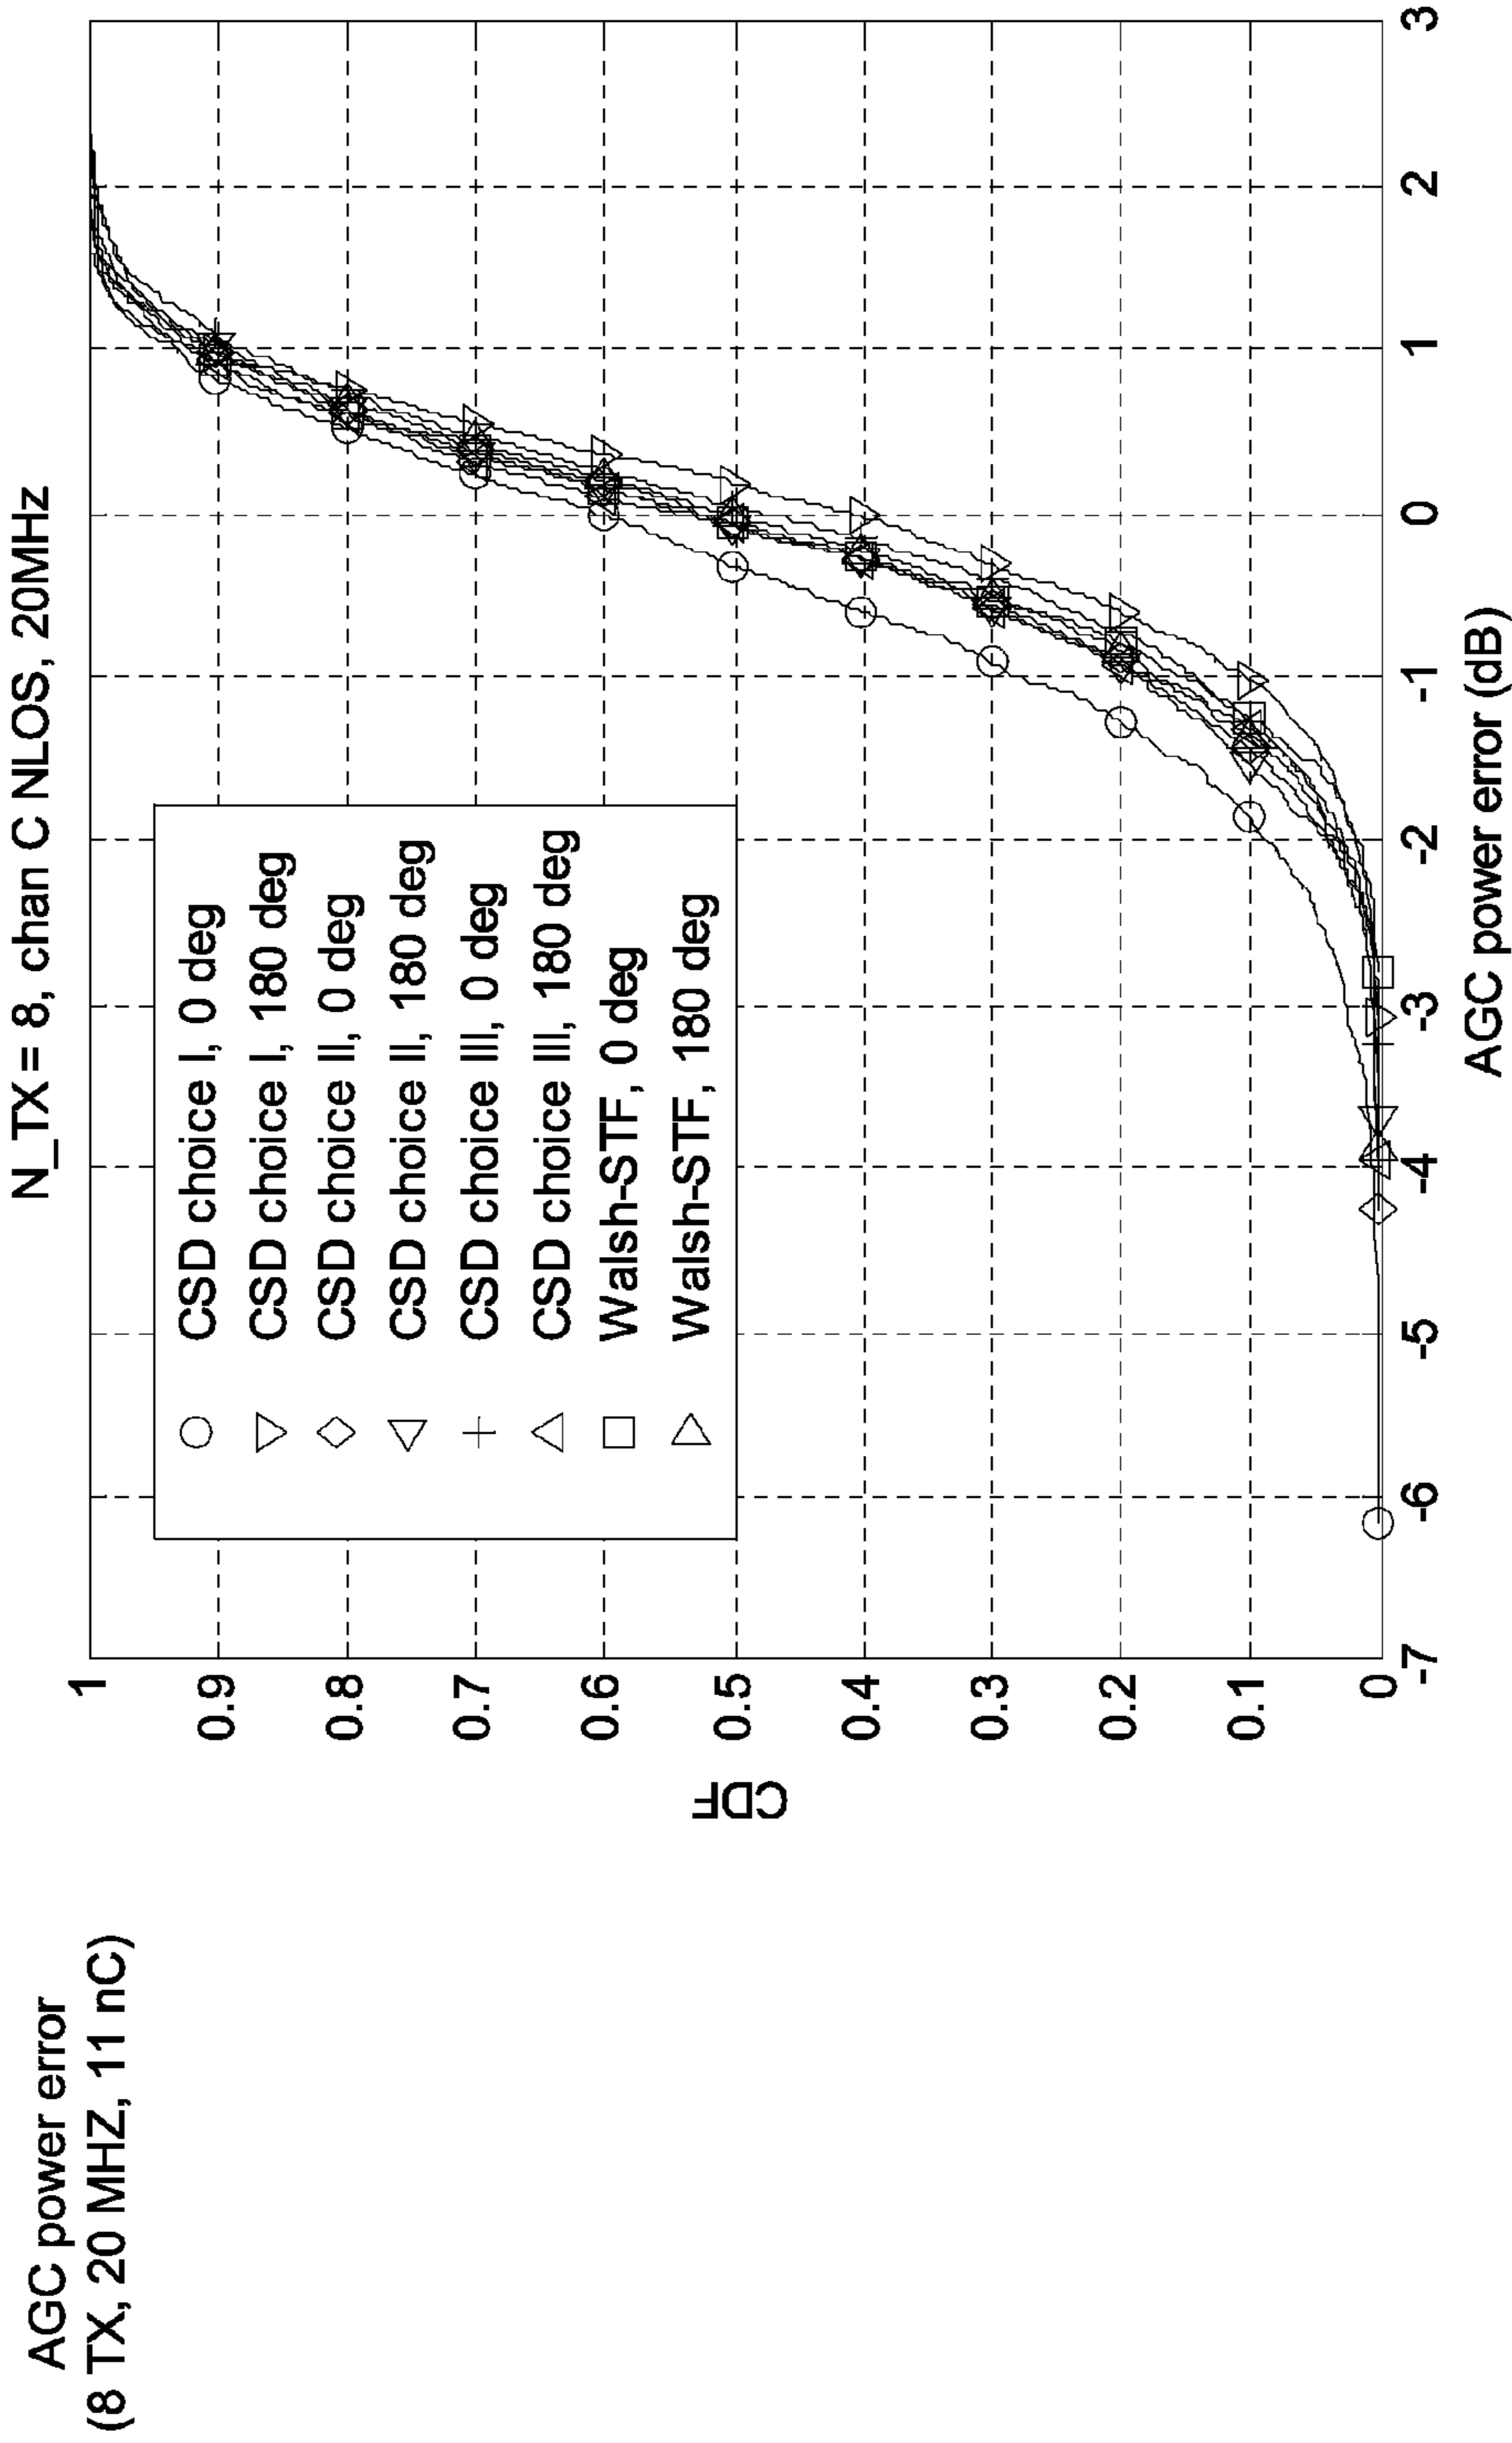 AGC power error
(8 TX, 20 MHZ, 11 nC)
N_TX = 8, chan C NLOS, 20MHz
CDF
1
0.9
0.8
0.7
0.6
0.5
0.4
0.3
0.2
0.1
0
CSD choice I, 0 deg
CSD choice I, 180 deg
CSD choice II, 0 deg
CSD choice II, 180 deg
CSD choice III, 0 deg
CSD choice III, 180 deg
Walsh-STF, 0 deg
Walsh-STF, 180 deg
-7 -6 -5 -4 -3 -2 -1 0 1 2 3
AGC power error (dB)